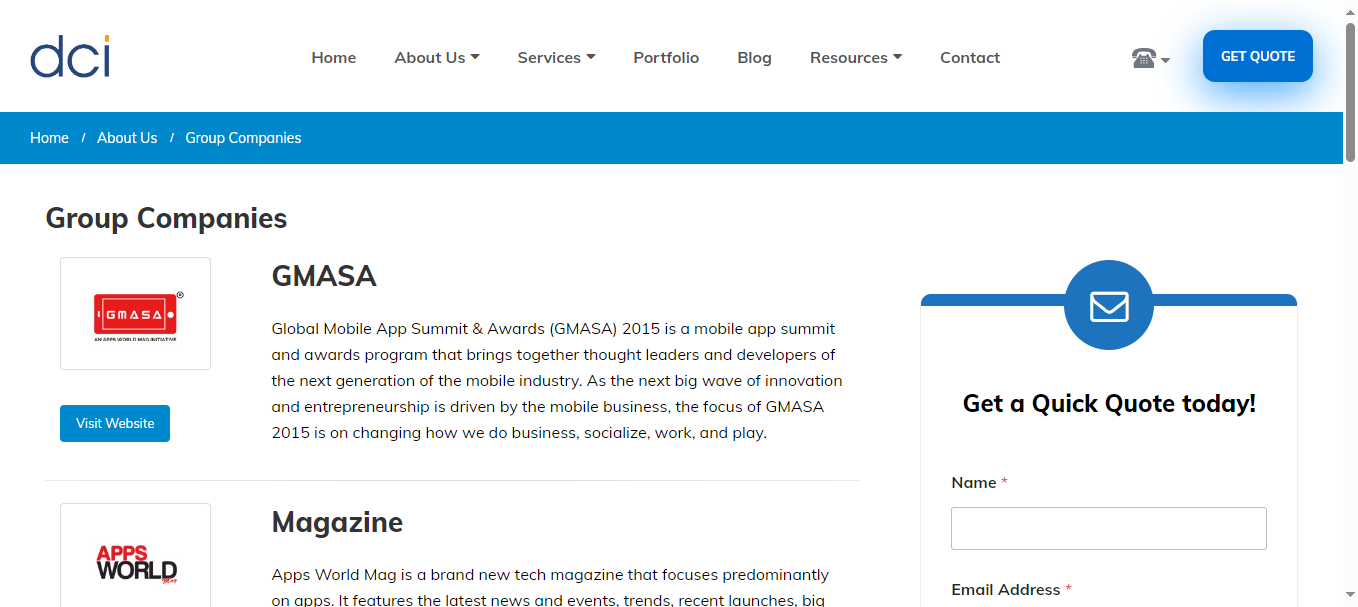 dci
Home About Us Services Portfolio Blog Resources Contact
GET QUOTE
Home / About Us / Group Companies
Group Companies
GMASA
AN APPS WORLD MAG INITIATIVE
Visit Website
GMASA
Global Mobile App Summit & Awards (GMASA) 2015 is a mobile app summit
and awards program that brings together thought leaders and developers of
the next generation of the mobile industry. As the next big wave of innovation
and entrepreneurship is driven by the mobile business, the focus of GMASA
2015 is on changing how we do business, socialize, work, and play.
APPS
WORLD
Mag
Magazine
Apps World Mag is a brand new tech magazine that focuses predominantly
on apps. It features the latest news and events, trends, recent launches, big
Get a Quick Quote today!
Name *
Email Address *